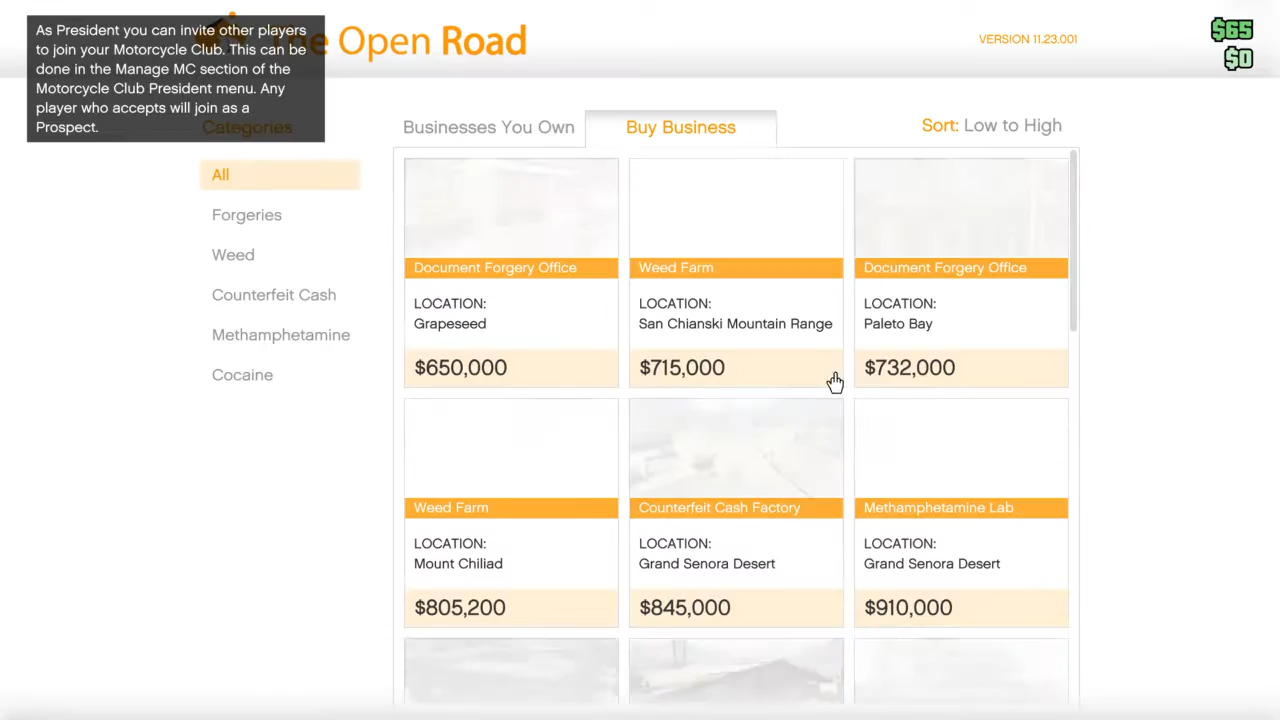 As President you can invite other players
to join your Motorcycle Club. This can be
done in the Manage MC section of the
Motorcycle Club President menu. Any
player who accepts will join as a
Prospect.
The Open Road
VERSION 11.23.001
$65
$0
Categories
All
Forgeries
Weed
Counterfeit Cash
Methamphetamine
Cocaine
Businesses You Own
Buy Business
Sort: Low to High
Document Forgery Office
LOCATION:
Grapeseed
$650,000
Weed Farm
LOCATION:
San Chianski Mountain Range
$715,000
Document Forgery Office
LOCATION:
Paleto Bay
$732,000
Weed Farm
LOCATION:
Mount Chiliad
$805,200
Counterfeit Cash Factory
LOCATION:
Grand Senora Desert
$845,000
Methamphetamine Lab
LOCATION:
Grand Senora Desert
$910,000